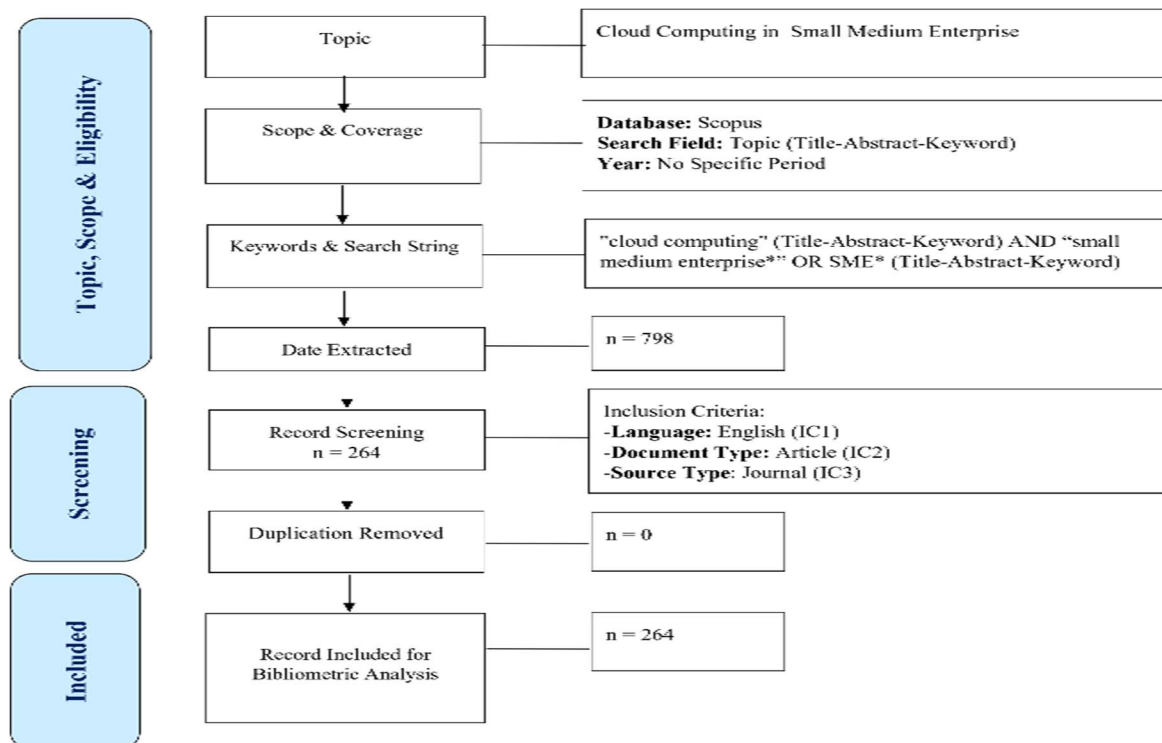 Topic, Scope & Eligibility
Topic
Cloud Computing in Small Medium Enterprise
Scope & Coverage
Database: Scopus
Search Field: Topic (Title-Abstract-Keyword)
Year: No Specific Period
Keywords & Search String
”cloud computing” (Title-Abstract-Keyword) AND “small
medium enterprise*” OR SME* (Title-Abstract-Keyword)
Date Extracted
n = 798
Screening
Record Screening
n = 264
Inclusion Criteria:
-Language: English (IC1)
-Document Type: Article (IC2)
-Source Type: Journal (IC3)
Duplication Removed
n = 0
Included
Record Included for
Bibliometric Analysis
n = 264